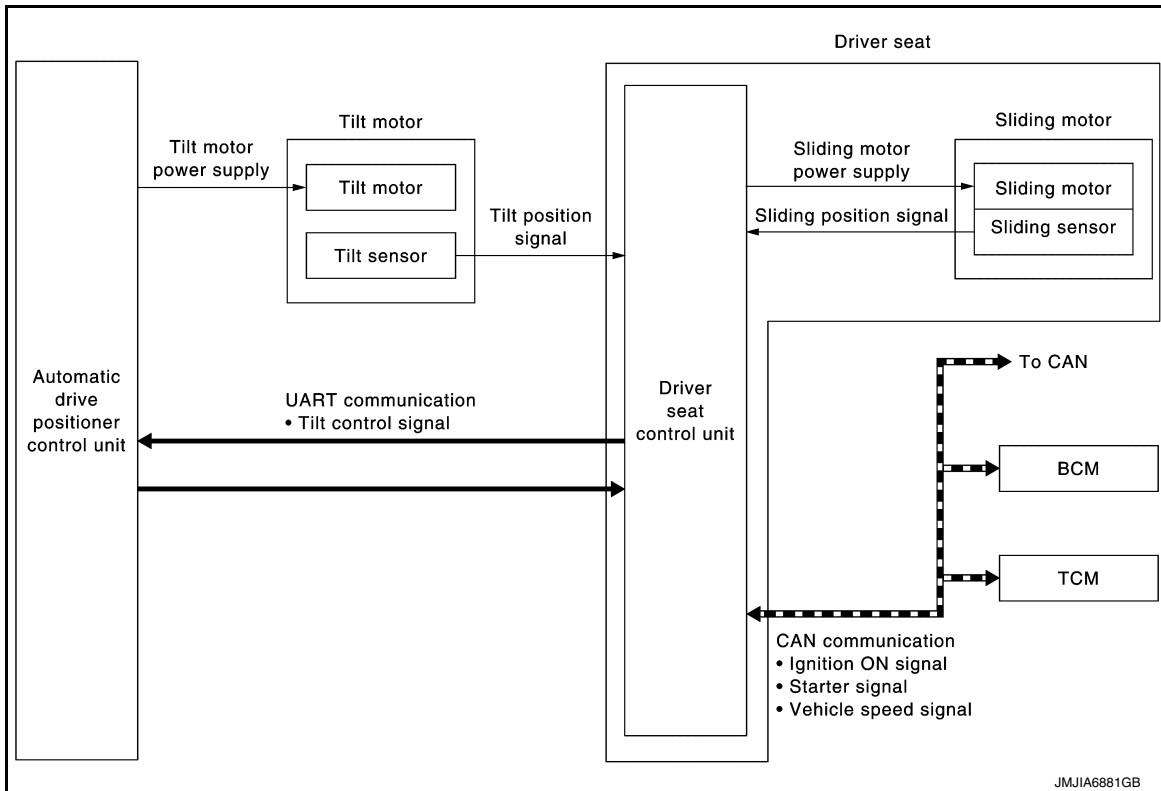 Driver seat
Tilt motor
Sliding motor
Tilt motor
power supply
Sliding motor
power supply
Tilt motor
Sliding motor
Tilt position
signal
Sliding position signal
Sliding sensor
Tilt sensor
Automatic
drive
positioner
control unit
UART communication
• Tilt control signal
Driver
seat
control unit
To CAN
BCM
TCM
CAN communication
• Ignition ON signal
• Starter signal
• Vehicle speed signal
JMJIA6881GB